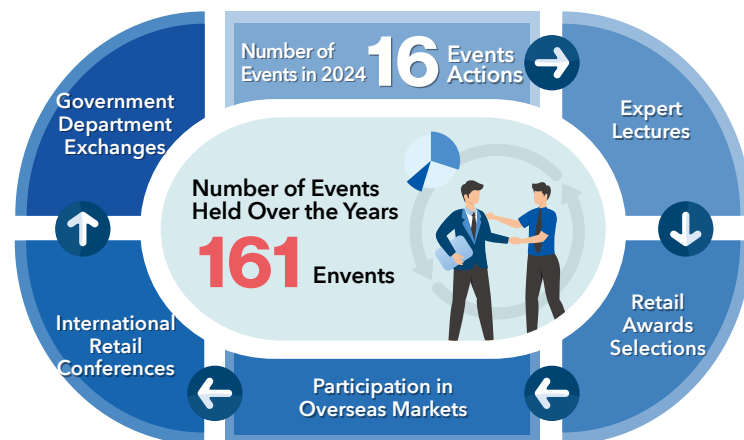 Number of
Events in 2024
16
Events
Actions
Expert
Lectures
Retail
Awards
Selections
Participation in
Overseas Markets
International
Retail
Conferences
Government
Department
Exchanges
Number of Events
Held Over the Years
161 Envents